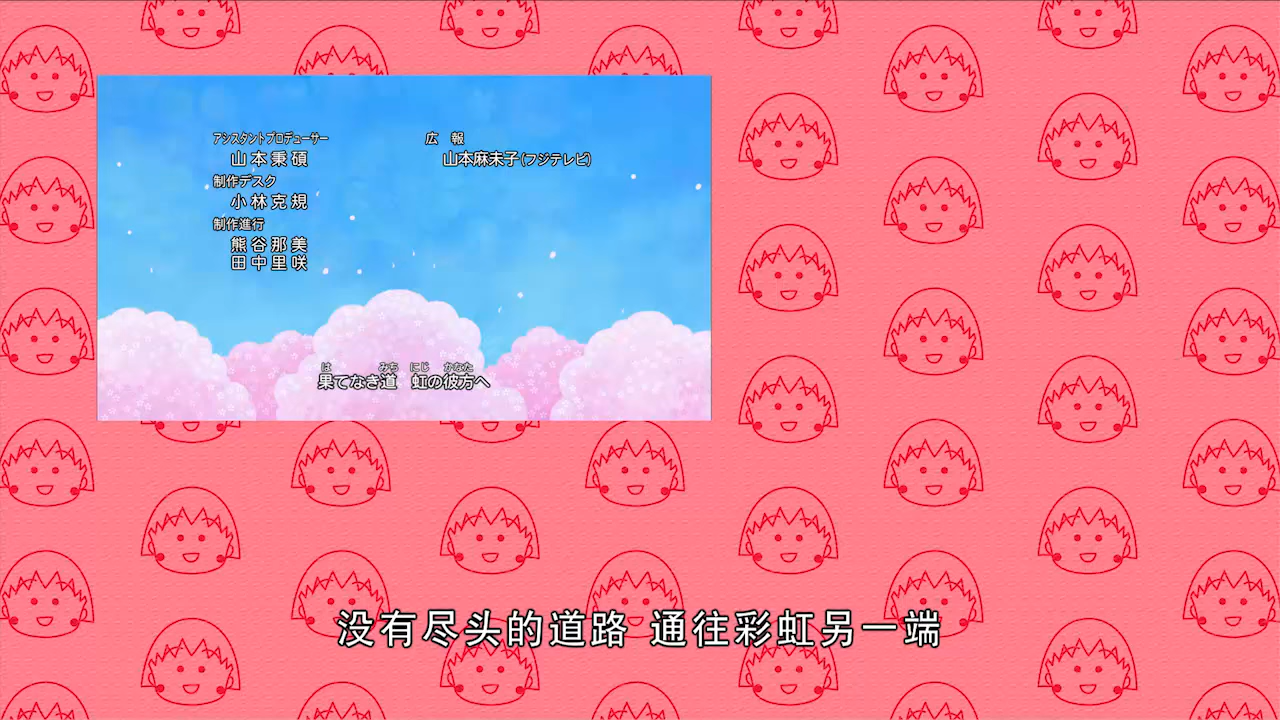 アシスタントプロデューサー
山本秉碩
制作デスク
小林克規
制作進行
熊谷那美
田中里咲
広報
山本麻未子(フジテレビ)
は みち にじ かなた
果てなき道 虹の彼方へ
没有尽头的道路 通往彩虹另一端